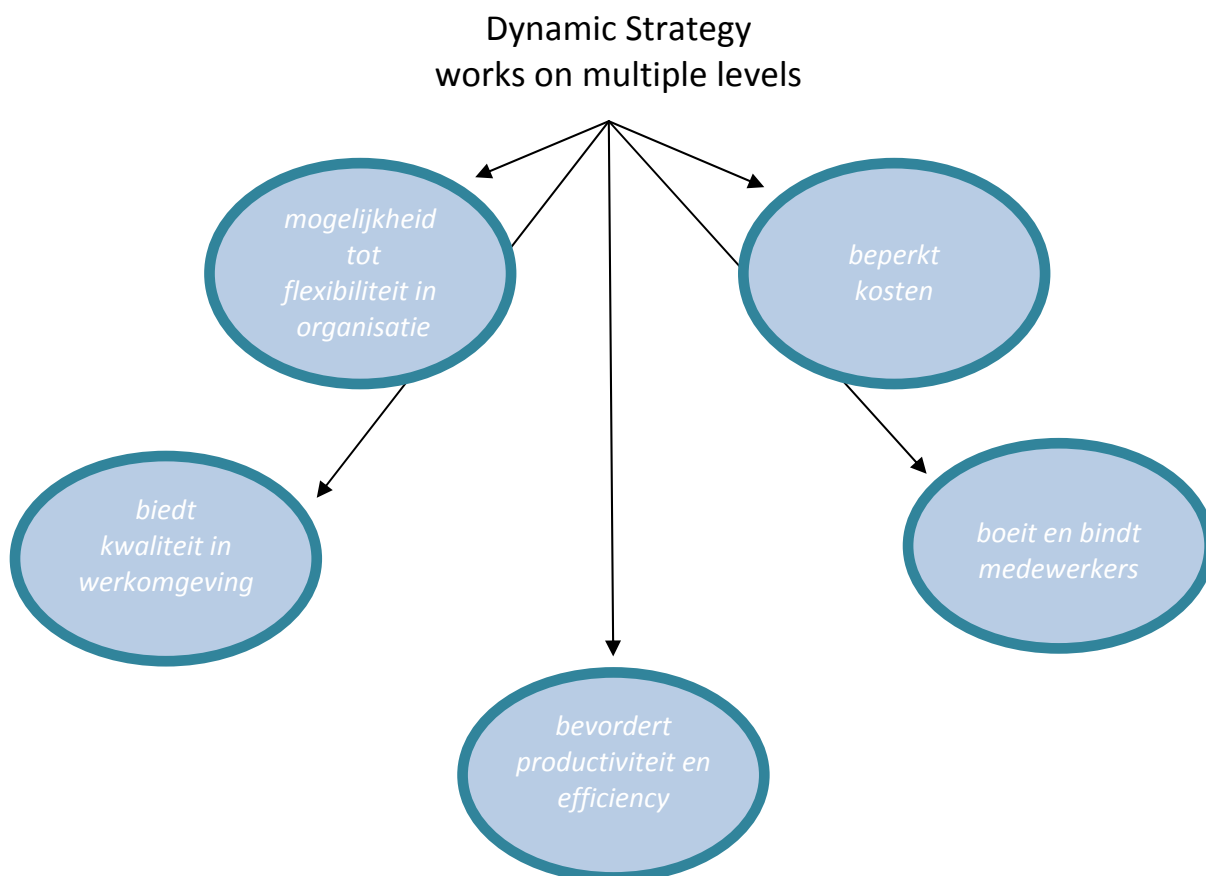 Dynamic Strategy
works on multiple levels
mogelijkheid
tot
flexibiliteit in
organisatie
beperkt
kosten
biedt
kwaliteit in
werkomgeving
boeit en bindt
medewerkers
bevordert
productiviteit en
efficiency